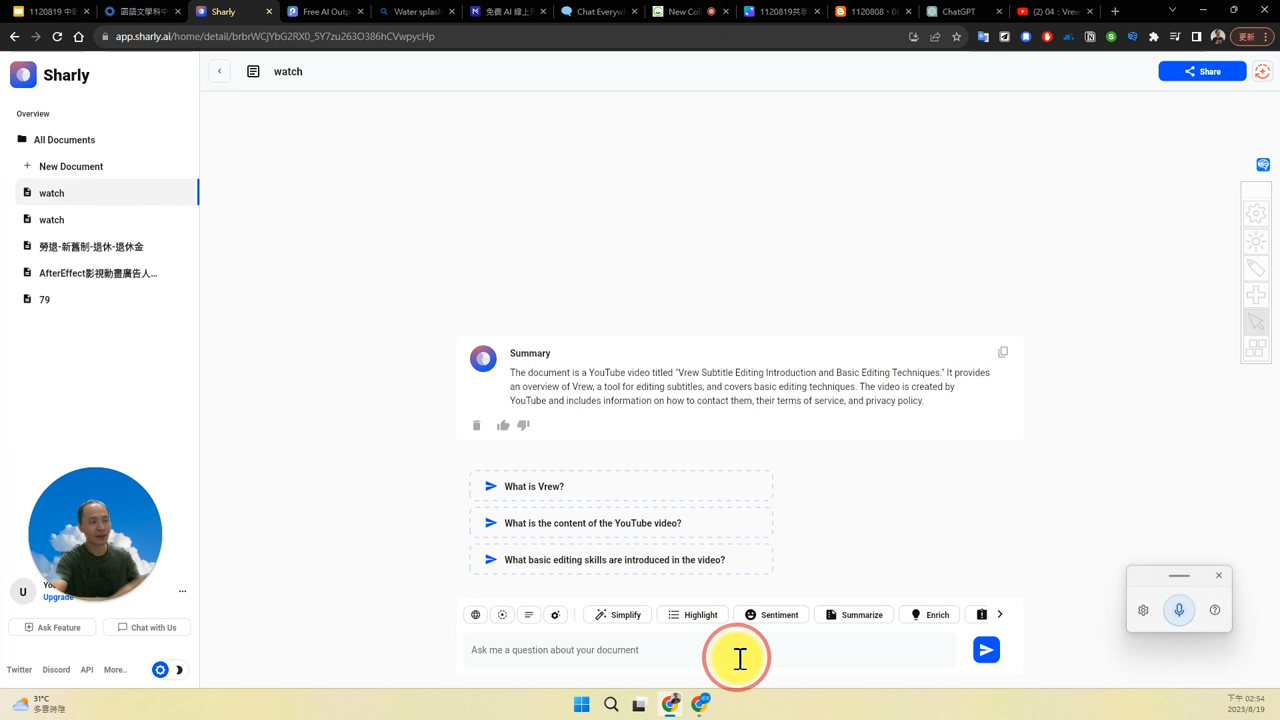 1120819 中
國語文學科中
Sharly
Free AI Outp
Water splash
免費 AI 線上
Chat Everyw
New Coll
1120819共享
1120808、
ChatGPT
(2) 04：Vrew
app.sharly.ai/home/detail/brbrWCJYbG2RX0_5Y7zu263O386hCVwpycHp
更新
Sharly
watch
Share
Overview
All Documents
New Document
watch
watch
勞退-新舊制-退休-退休金
AfterEffect影視動畫廣告人...
79
Summary
The document is a YouTube video titled "Vrew Subtitle Editing Introduction and Basic Editing Techniques." It provides
an overview of Vrew, a tool for editing subtitles, and covers basic editing techniques. The video is created by
YouTube and includes information on how to contact them, their terms of service, and privacy policy.
What is Vrew?
What is the content of the YouTube video?
What basic editing skills are introduced in the video?
U
Upgrade
Simplify
Highlight
Sentiment
Summarize
Enrich
Ask Feature
Chat with Us
Ask me a question about your document
Twitter
Discord
API
More..
31°C
多雲時陰
下午 02:54
2023/8/19